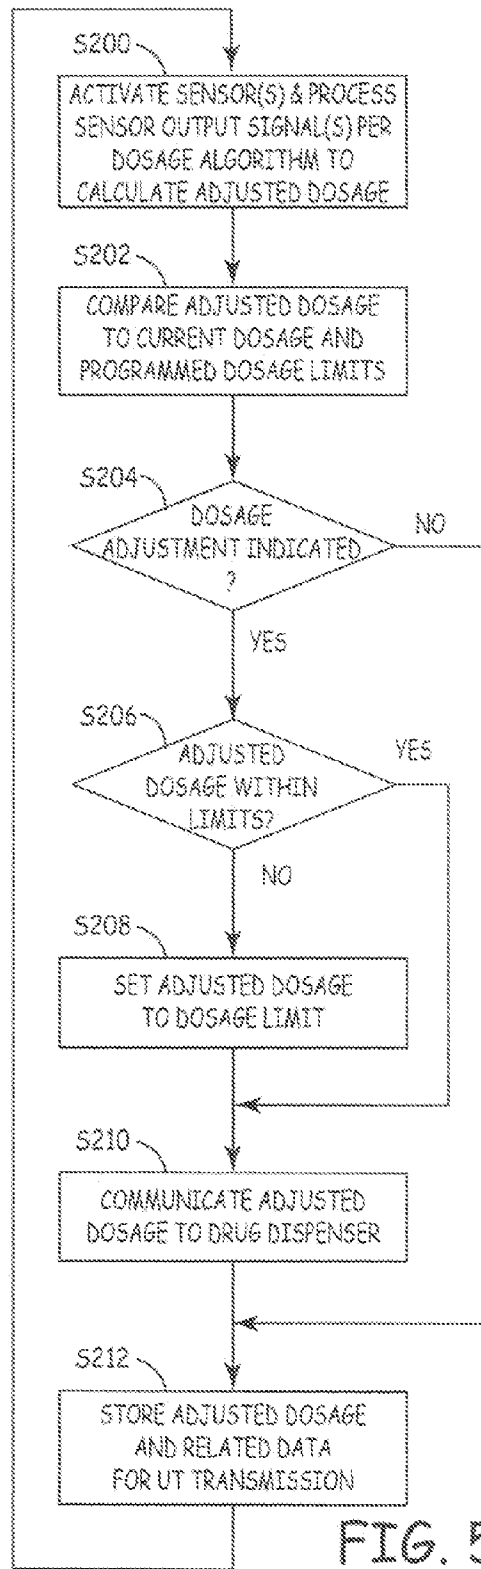 S200
ACTIVATE SENSOR(S) & PROCESS
SENSOR OUTPUT SIGNAL(S) PER
DOSAGE ALGORITHM TO
CALCULATE ADJUSTED DOSAGE
S202
COMPARE ADJUSTED DOSAGE
TO CURRENT DOSAGE AND
PROGRAMMED DOSAGE LIMITS
S204
DOSAGE
ADJUSTMENT INDICATED
?
NO
YES
S206
ADJUSTED
DOSAGE WITHIN
LIMITS?
YES
NO
S208
SET ADJUSTED DOSAGE
TO DOSAGE LIMIT
S210
COMMUNICATE ADJUSTED
DOSAGE TO DRUG DISPENSER
S212
STORE ADJUSTED DOSAGE
AND RELATED DATA
FOR UT TRANSMISSION
FIG. 5